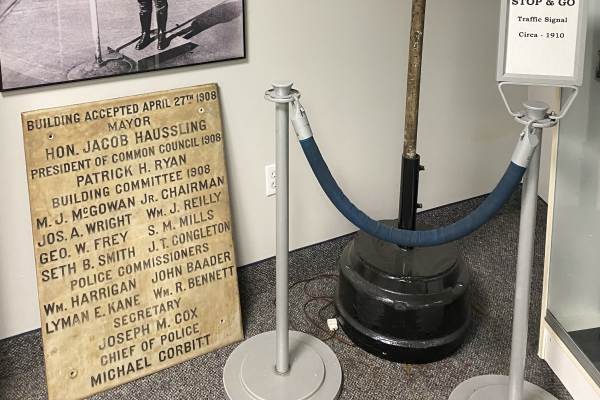 STOP & GO
Traffic Signal
Circa - 1910
BUILDING ACCEPTED APRIL 27TH 1908
MAYOR
HON. JACOB HAUSSLING
PRESIDENT OF COMMON COUNCIL 1908
PATRICK H. RYAN
BUILDING COMMITTEE 1908
M. J. McGOWAN JR. CHAIRMAN
JOS. A. WRIGHT WM. J. REILLY
GEO. W. FREY S. M. MILLS
SETH B. SMITH J. T. CONGLETON
POLICE COMMISSIONERS
WM. HARRIGAN JOHN BAADER
LYMAN E. KANE WM. R. BENNETT
SECRETARY
JOSEPH M. COX
CHIEF OF POLICE
MICHAEL CORBITT